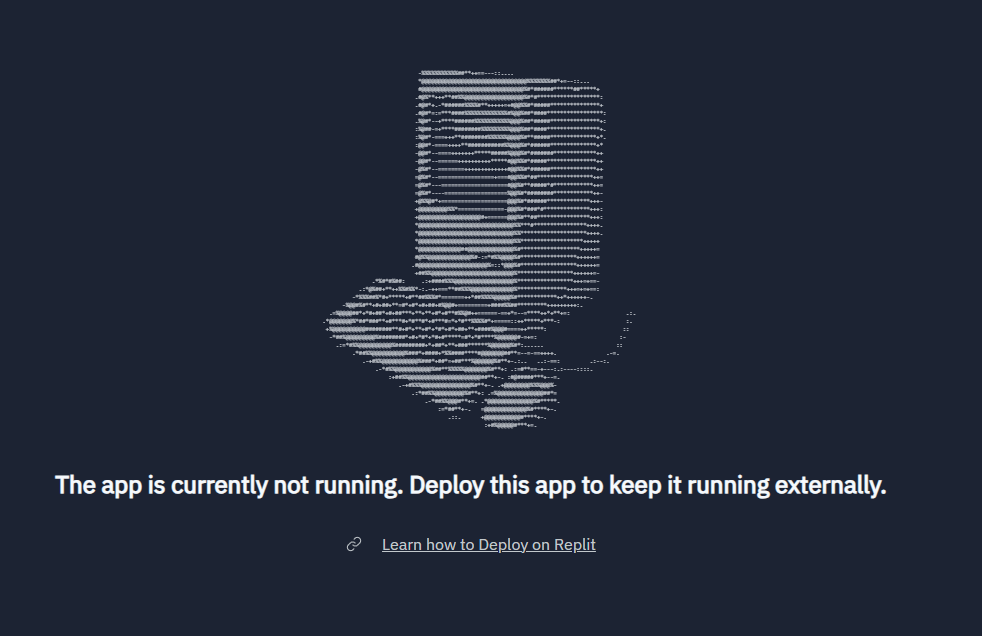 The app is currently not running. Deploy this app to keep it running externally.
Learn how to Deploy on Replit